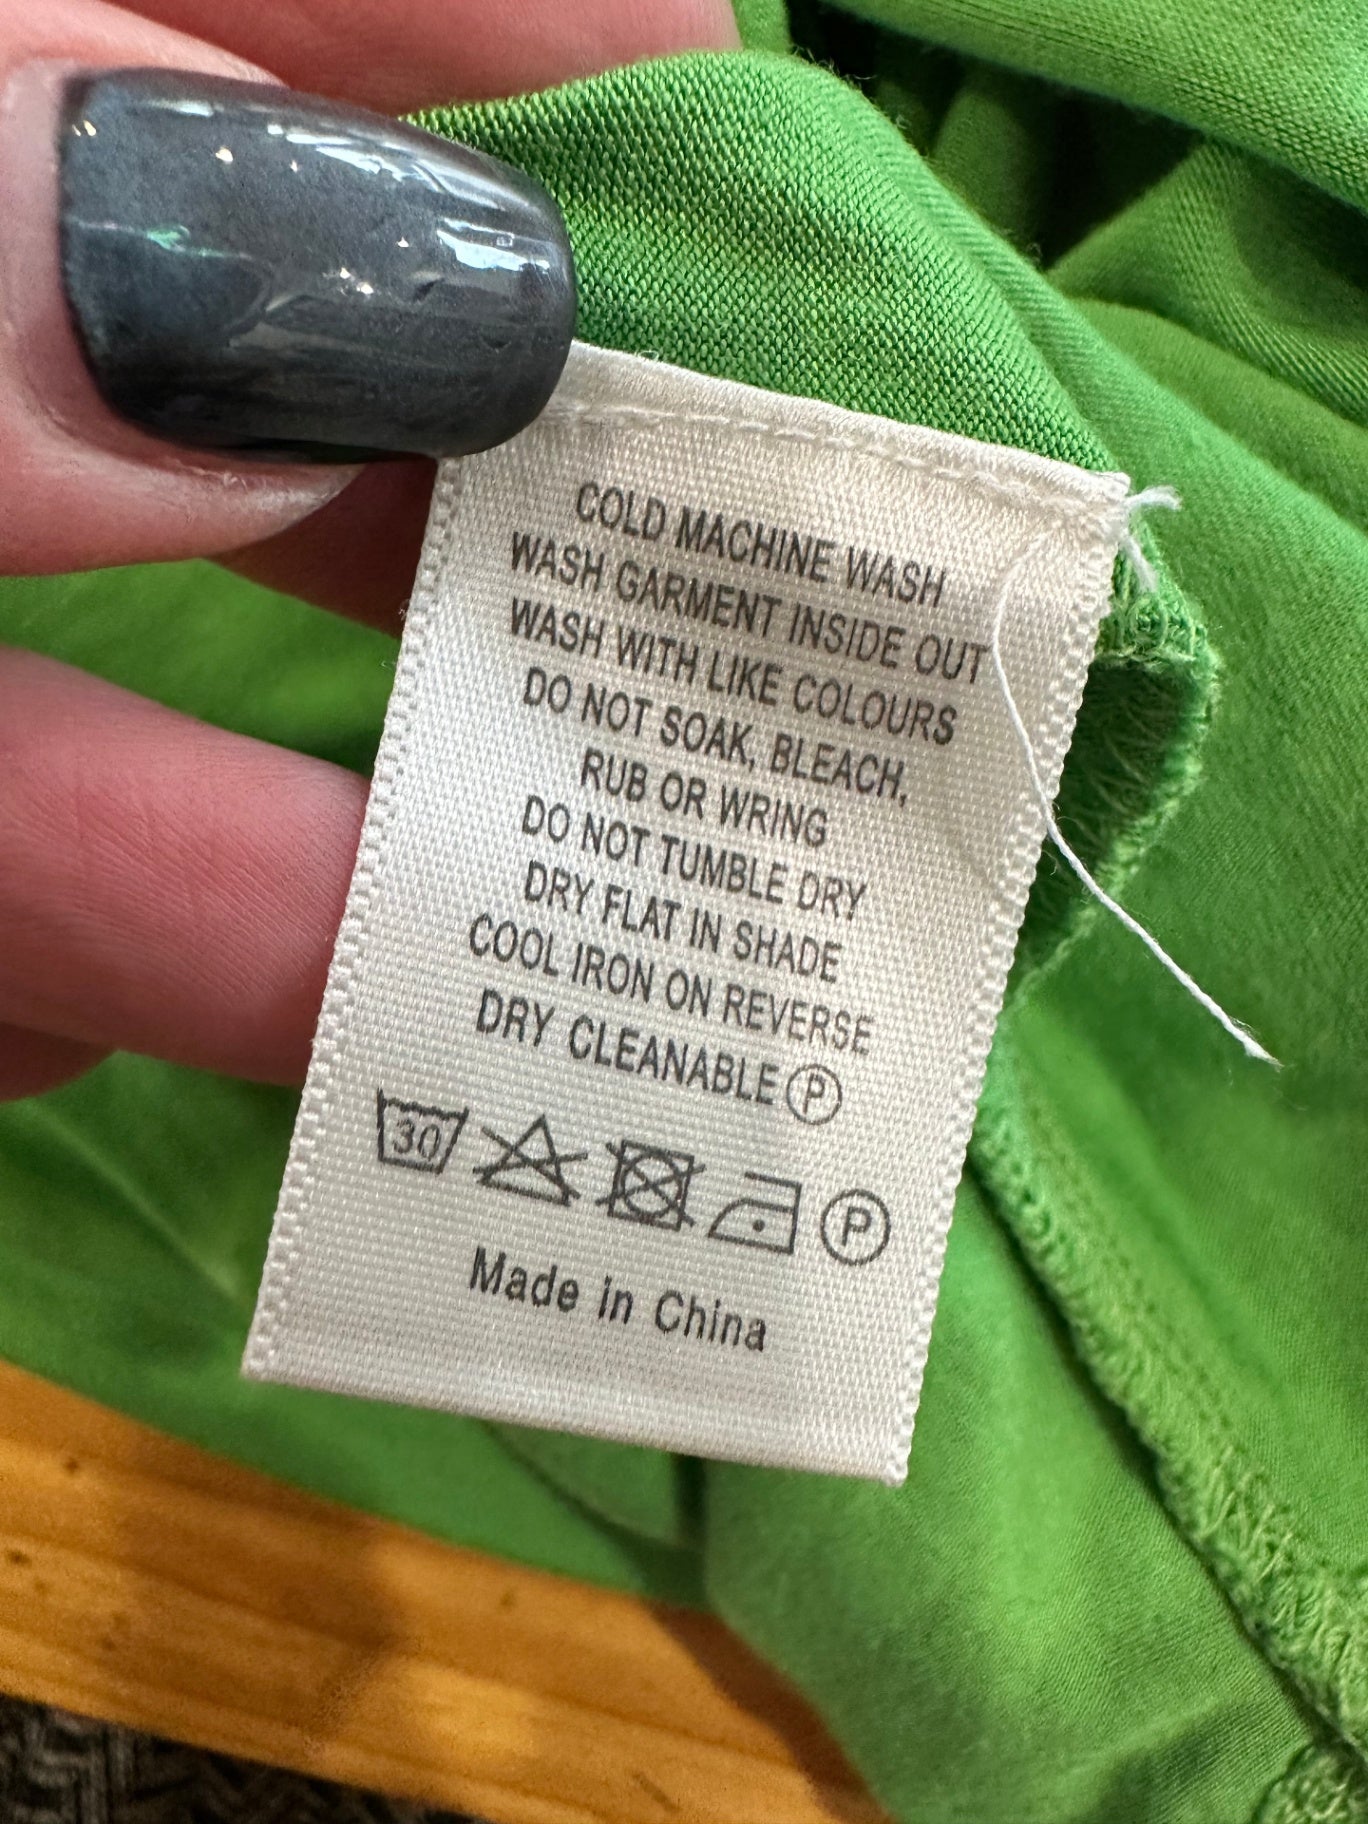 COLD MACHINE WASH
WASH GARMENT INSIDE OUT
WASH WITH LIKE COLOURS
DO NOT SOAK, BLEACH,
RUB OR WRING
DO NOT TUMBLE DRY
DRY FLAT IN SHADE
COOL IRON ON REVERSE
DRY CLEANABLE Ⓟ
30 P
Made in China